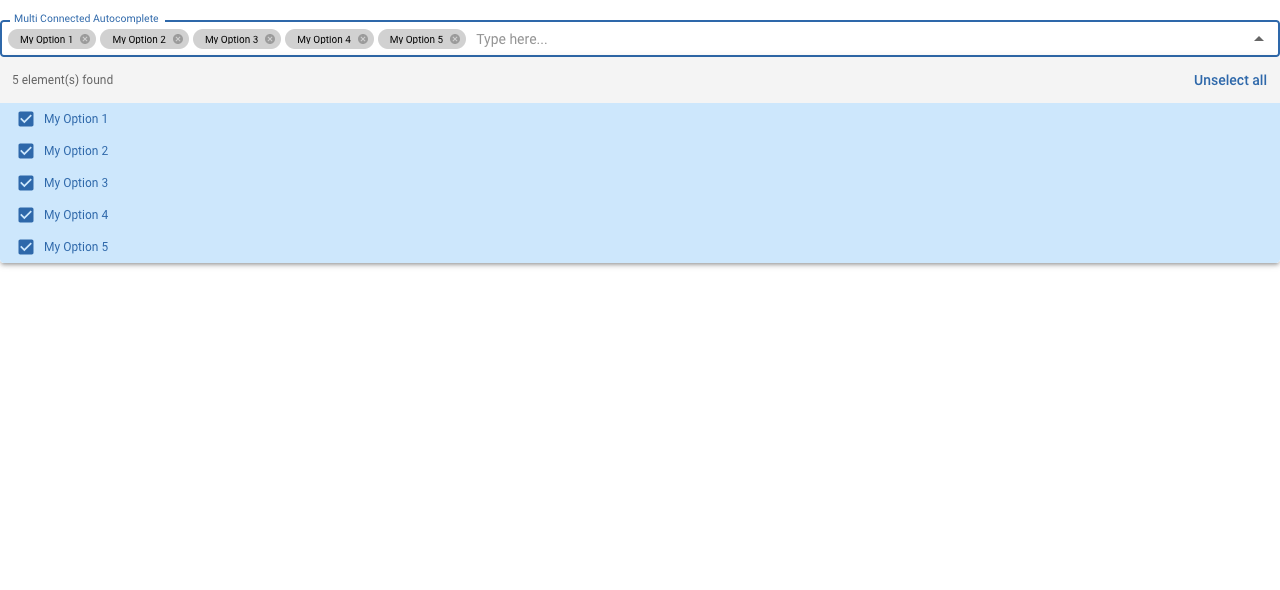 Multi Connected Autocomplete
My Option 1 My Option 2 My Option 3 My Option 4 My Option 5 Type here...
5 element(s) found Unselect all
My Option 1
My Option 2
My Option 3
My Option 4
My Option 5